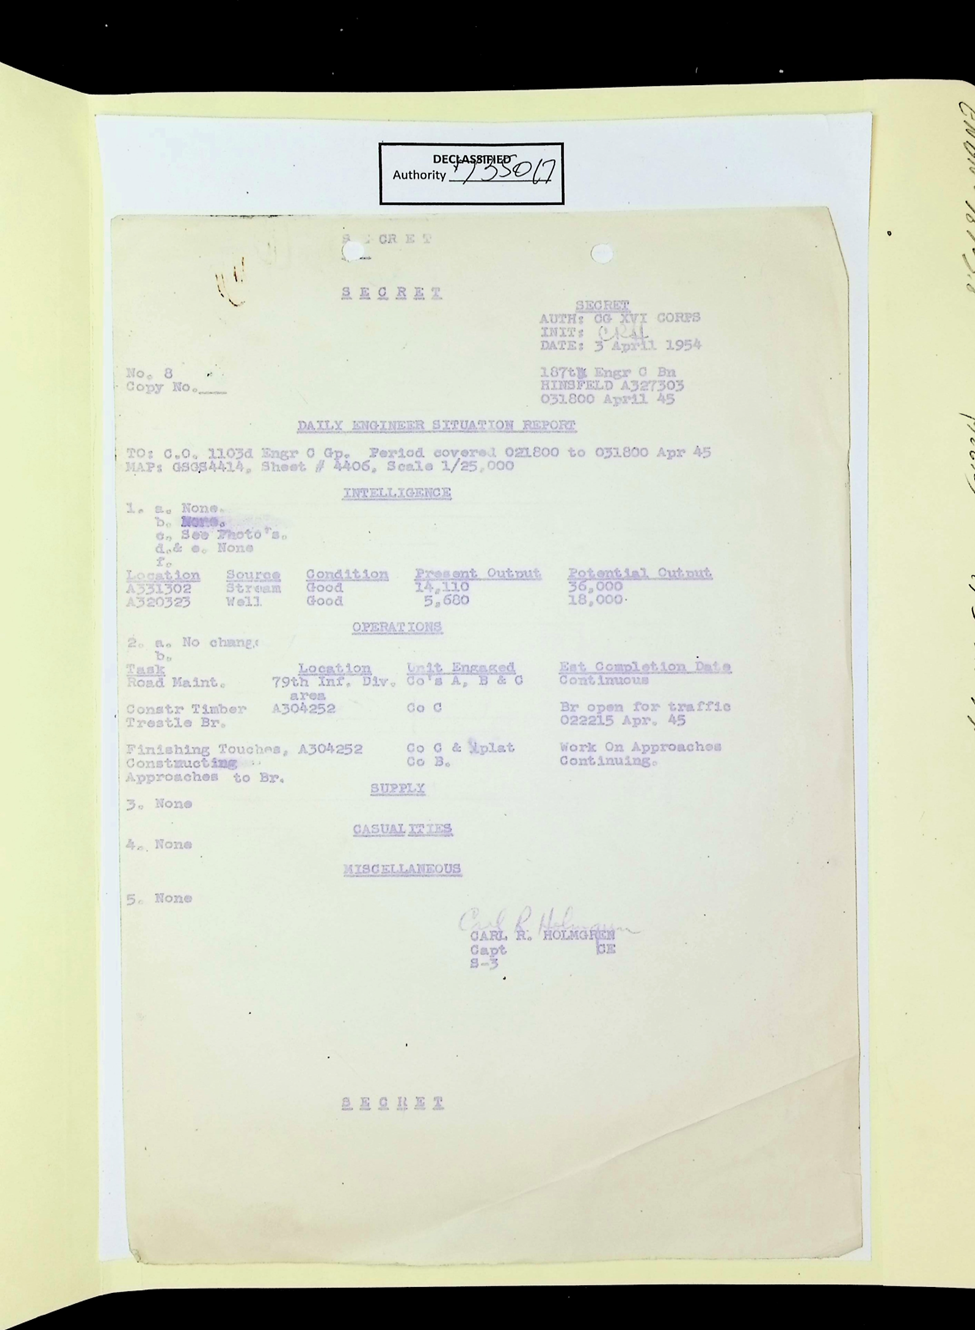 DECLASSIFIED
Authority 735017
S CR E T
S E C R E T
SECRET
AUTH: CG XVI CORPS
INIT: CRH
DATE: 3 April 1954
No. 8
Copy No.____
187th Engr C Bn
HINSFELD A327303
031800 April 45
DAILY ENGINEER SITUATION REPORT
TO: C.O. 1103d Engr C Gp. Period covered 021800 to 031800 Apr 45
MAP: GSGS4414, Sheet # 4406, Scale 1/25,000
INTELLIGENCE
1. a. None.
b. None.
c. See Photo's.
d.& e. None
f.
Location Source Condition Present Output Potential Output
A331302 Stream Good 14,110 36,000
A320323 Well Good 5,680 18,000
OPERATIONS
2. a. No change
b.
Task Location Unit Engaged Est Completion Date
Road Maint. 79th Inf. Div. Co's A, B & C Continuous
area
Constr Timber A304252 Co C Br open for traffic
Trestle Br. 022215 Apr. 45
Finishing Touches, A304252 Co C & 1plat Work On Approaches
Constructing Co B. Continuing.
Approaches to Br.
SUPPLY
3. None
CASUALITIES
4. None
MISCELLANEOUS
5. None
Carl R Holmgren
CARL R. HOLMGREN
Capt CE
S-3
S E C R E T